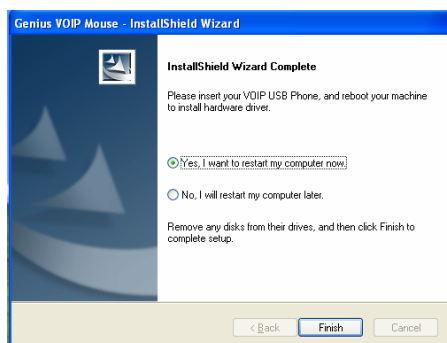 Genius VOIP Mouse - InstallShield Wizard
InstallShield Wizard Complete
Please insert your VOIP USB Phone, and reboot your machine
to install hardware driver.
Yes, I want to restart my computer now.
No, I will restart my computer later.
Remove any disks from their drives, and then click Finish to
complete setup.
< Back Finish Cancel